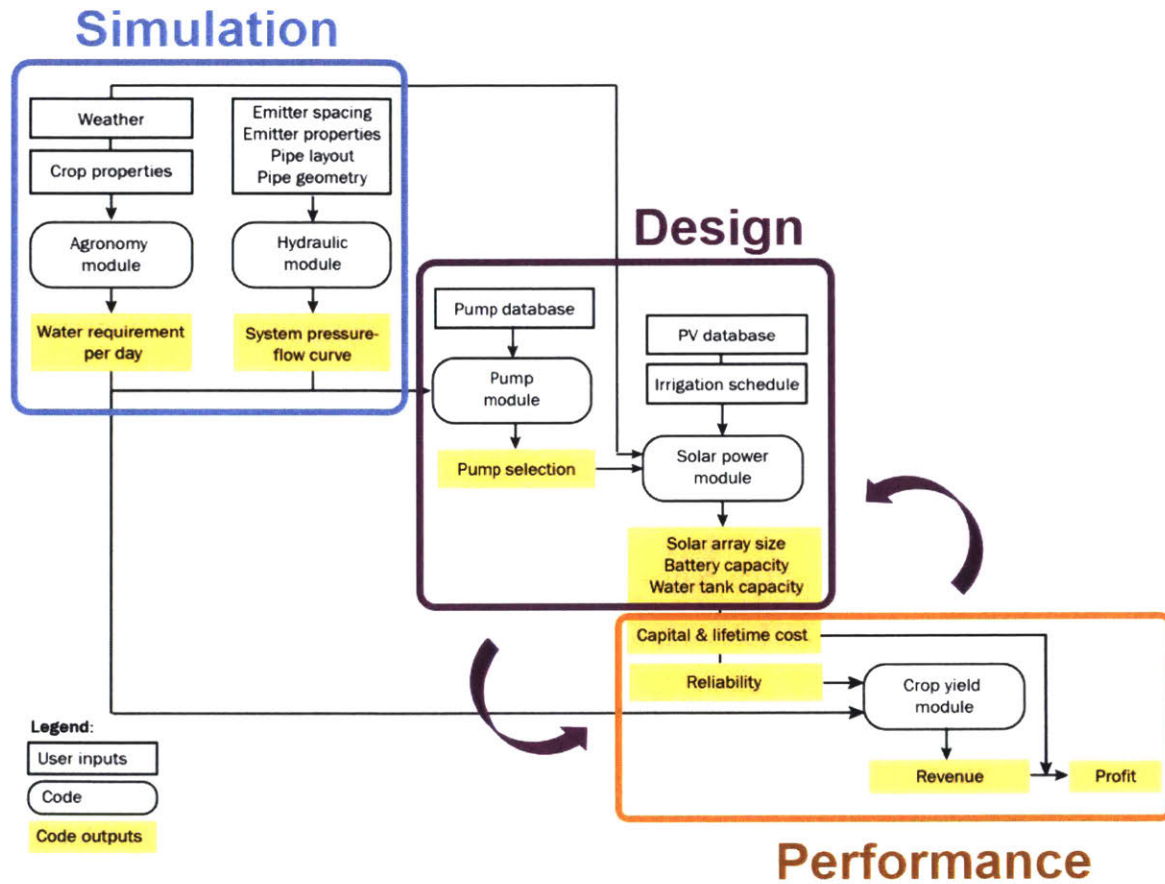 Simulation
Weather
Crop properties
Agronomy
module
Water requirement
per day
Emitter spacing
Emitter properties
Pipe layout
Pipe geometry
Hydraulic
module
System pressure-
flow curve
Design
Pump database
Pump
module
Pump selection
PV database
Irrigation schedule
Solar power
module
Solar array size
Battery capacity
Water tank capacity
Capital & lifetime cost
Reliability
Crop yield
module
Revenue
Profit
Performance
Legend:
User inputs
Code
Code outputs